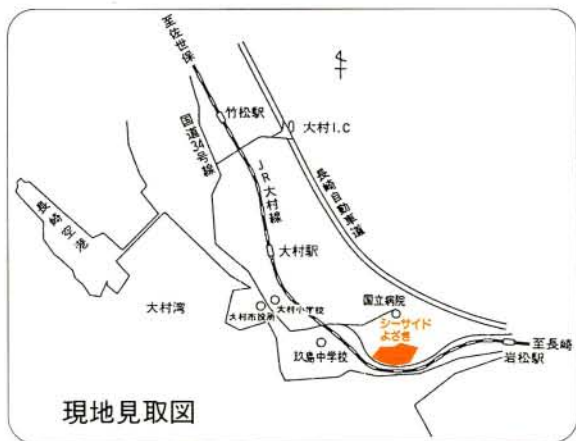 至佐世保
竹松駅
国道34号線
大村I.C
JR大村線
長崎自動車道
長崎空港
大村駅
大村湾
大村小学校
大村市役所
国立病院
シーサイド
よざき
玖島中学校
至長崎
岩松駅
現地見取図